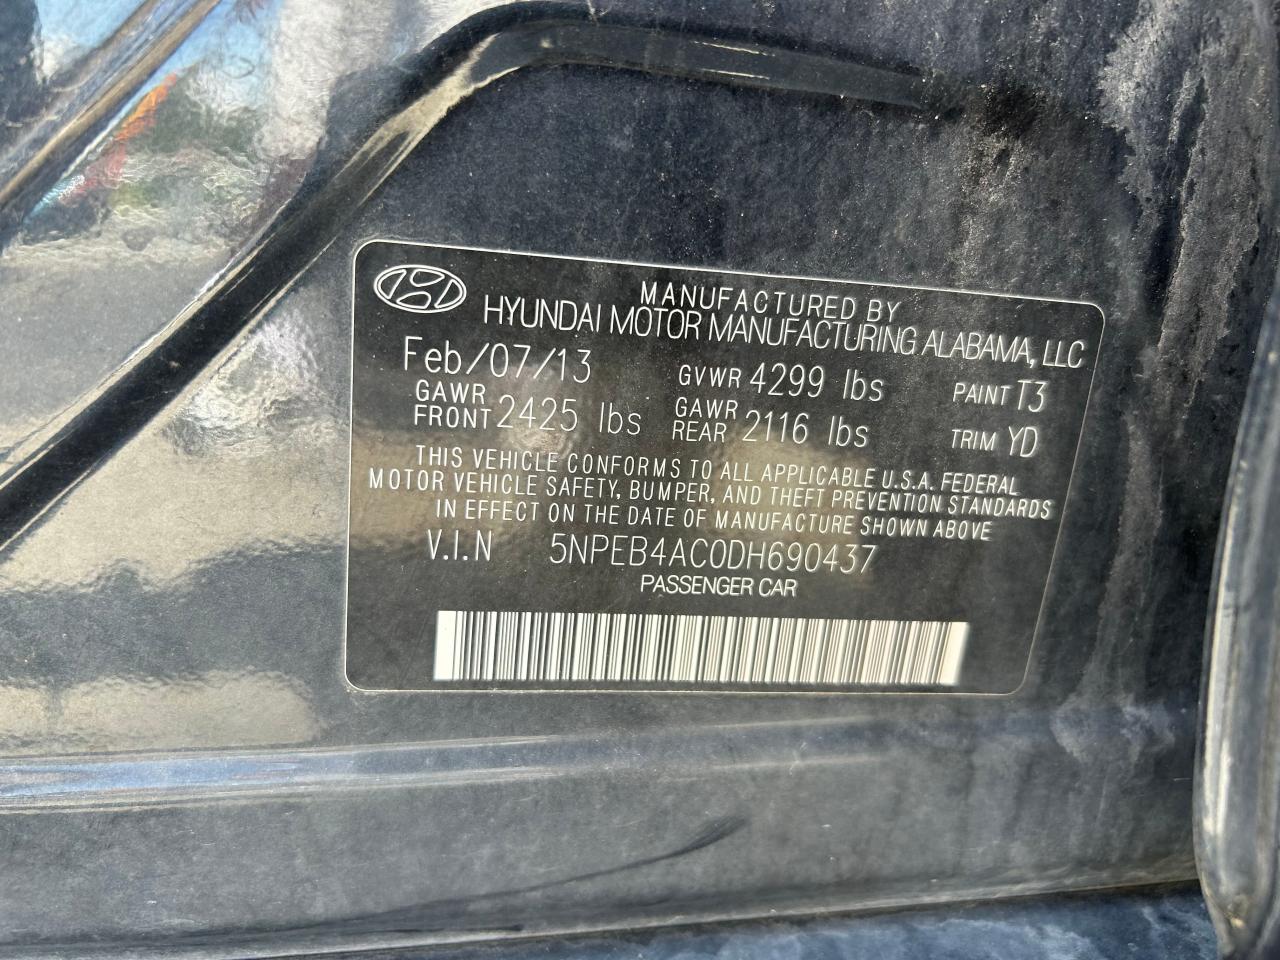 MANUFACTURED BY
HYUNDAI MOTOR MANUFACTURING ALABAMA, LLC
Feb/07/13 GVWR 4299 lbs PAINT T3
GAWR FRONT 2425 lbs GAWR REAR 2116 lbs TRIM YD
THIS VEHICLE CONFORMS TO ALL APPLICABLE U.S.A. FEDERAL
MOTOR VEHICLE SAFETY, BUMPER, AND THEFT PREVENTION STANDARDS
IN EFFECT ON THE DATE OF MANUFACTURE SHOWN ABOVE
V.I.N 5NPEB4AC0DH690437
PASSENGER CAR